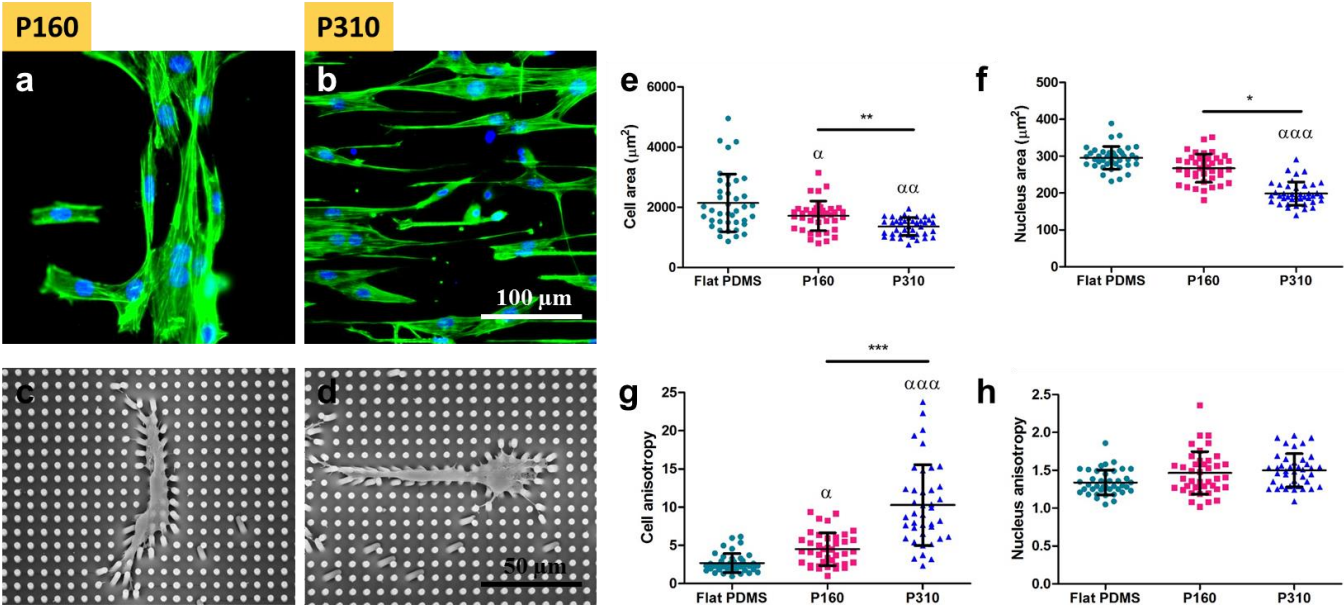 P160
P310
a
b
100 μm
c
d
50 μm
e
6000
4000
2000
0
Cell area (μm²)
**
α
αα
Flat PDMS P160 P310
f
500
400
300
200
100
0
Nucleus area (μm²)
*
ααα
Flat PDMS P160 P310
g
25
20
15
10
5
0
Cell anisotropy
***
α
ααα
Flat PDMS P160 P310
h
2.5
2.0
1.5
1.0
0.5
0.0
Nucleus anisotropy
Flat PDMS P160 P310